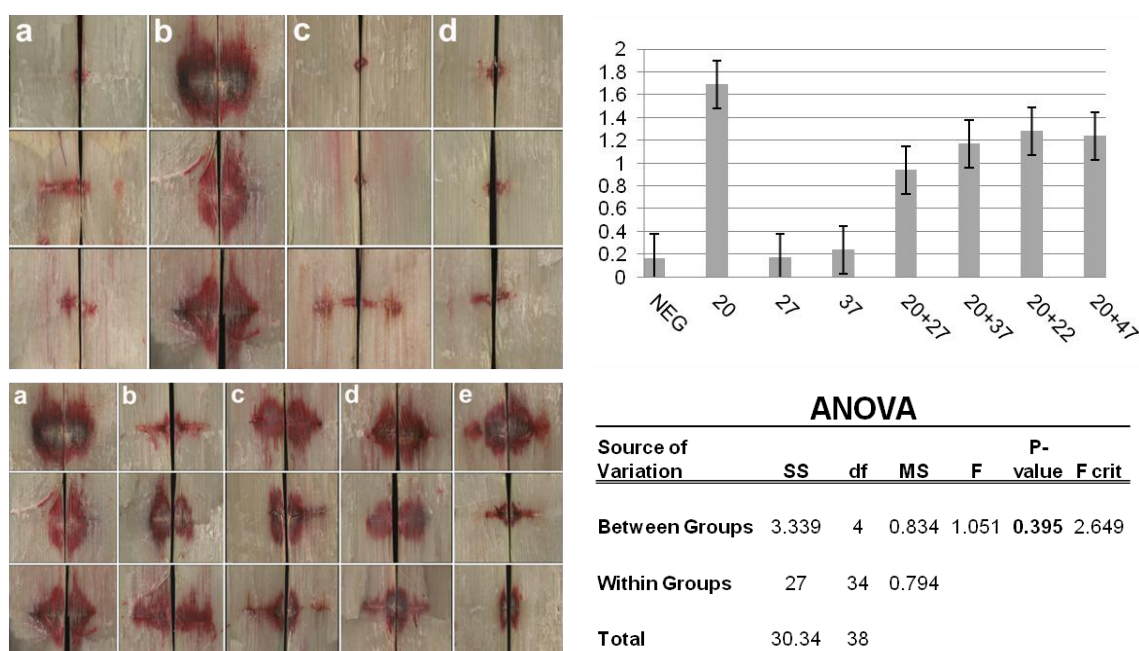 a b c d
2
1.8
1.6
1.4
1.2
1
0.8
0.6
0.4
0.2
0
NEG 20 27 37 20+27 20+37 20+22 20+47
a b c d e
ANOVA
Source of Variation SS df MS F P-value F crit
Between Groups 3.339 4 0.834 1.051 0.395 2.649
Within Groups 27 34 0.794
Total 30.34 38